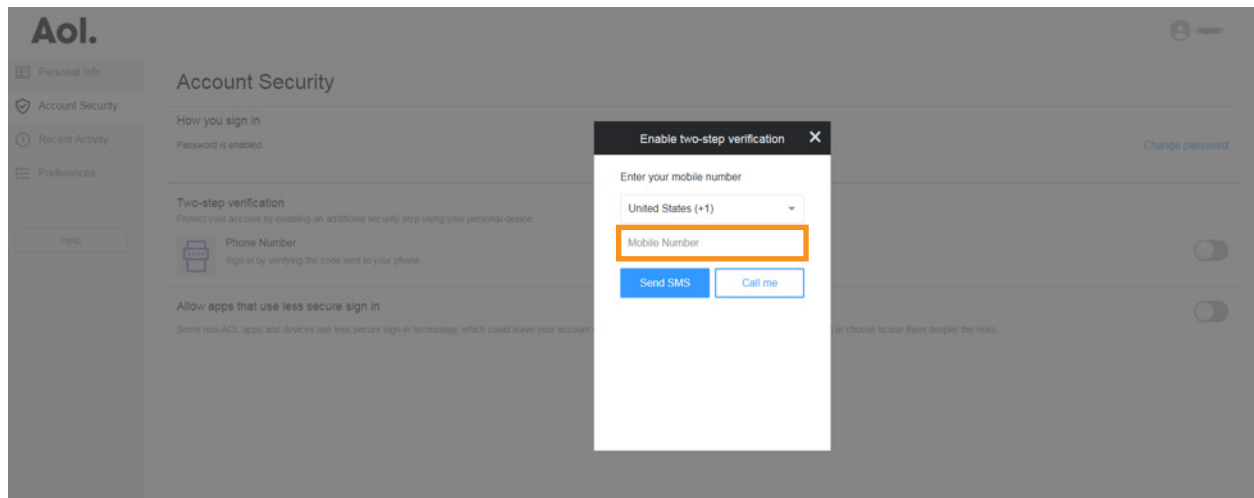 Aol.
Personal Info
Account Security
Recent Activity
Preferences
Help
Account Security
How you sign in
Password is enabled
Change password
Two-step verification
Protect your account by enabling an additional security step using your personal device.
Phone Number
Sign in by verifying the code sent to your phone.
Allow apps that use less secure sign in
Some non-AOL apps and devices use less secure sign-in technology, which could leave your account
or choose to use them despite the risks.
Enable two-step verification
Enter your mobile number
United States (+1)
Mobile Number
Send SMS
Call me